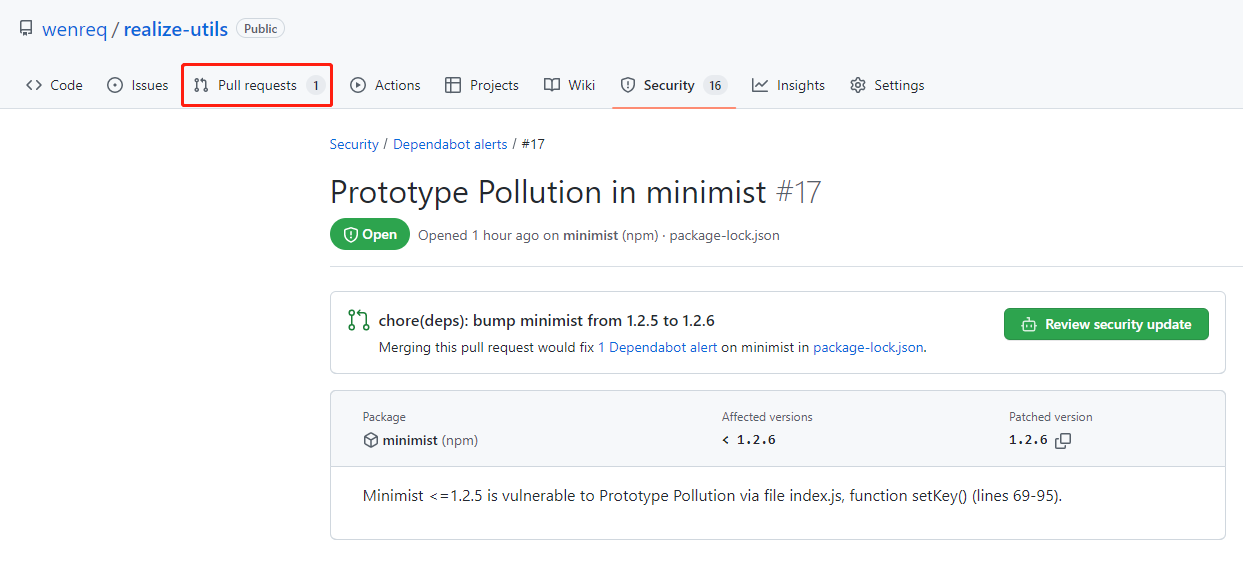 wenreq / realize-utils Public
Code Issues Pull requests 1 Actions Projects Wiki Security 16 Insights Settings
Security / Dependabot alerts / #17
Prototype Pollution in minimist #17
Open Opened 1 hour ago on minimist (npm) · package-lock.json
chore(deps): bump minimist from 1.2.5 to 1.2.6
Review security update
Merging this pull request would fix 1 Dependabot alert on minimist in package-lock.json.
Package Affected versions Patched version
minimist (npm) < 1.2.6 1.2.6
Minimist <=1.2.5 is vulnerable to Prototype Pollution via file index.js, function setKey() (lines 69-95).